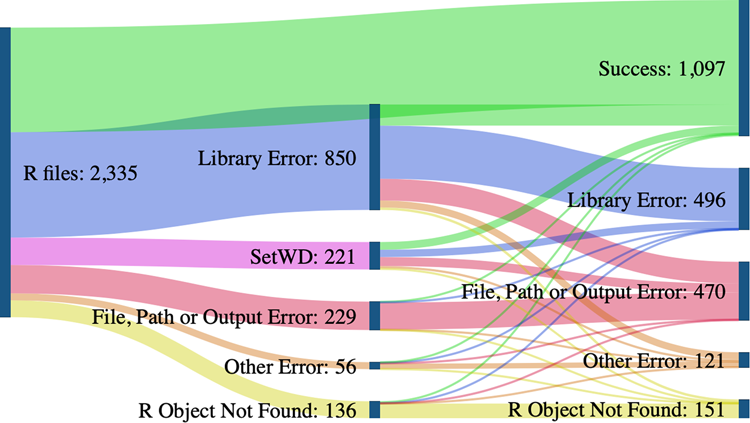 Success: 1,097
Library Error: 850
R files: 2,335
Library Error: 496
SetWD: 221
File, Path or Output Error: 470
File, Path or Output Error: 229
Other Error: 56
Other Error: 121
R Object Not Found: 136
R Object Not Found: 151